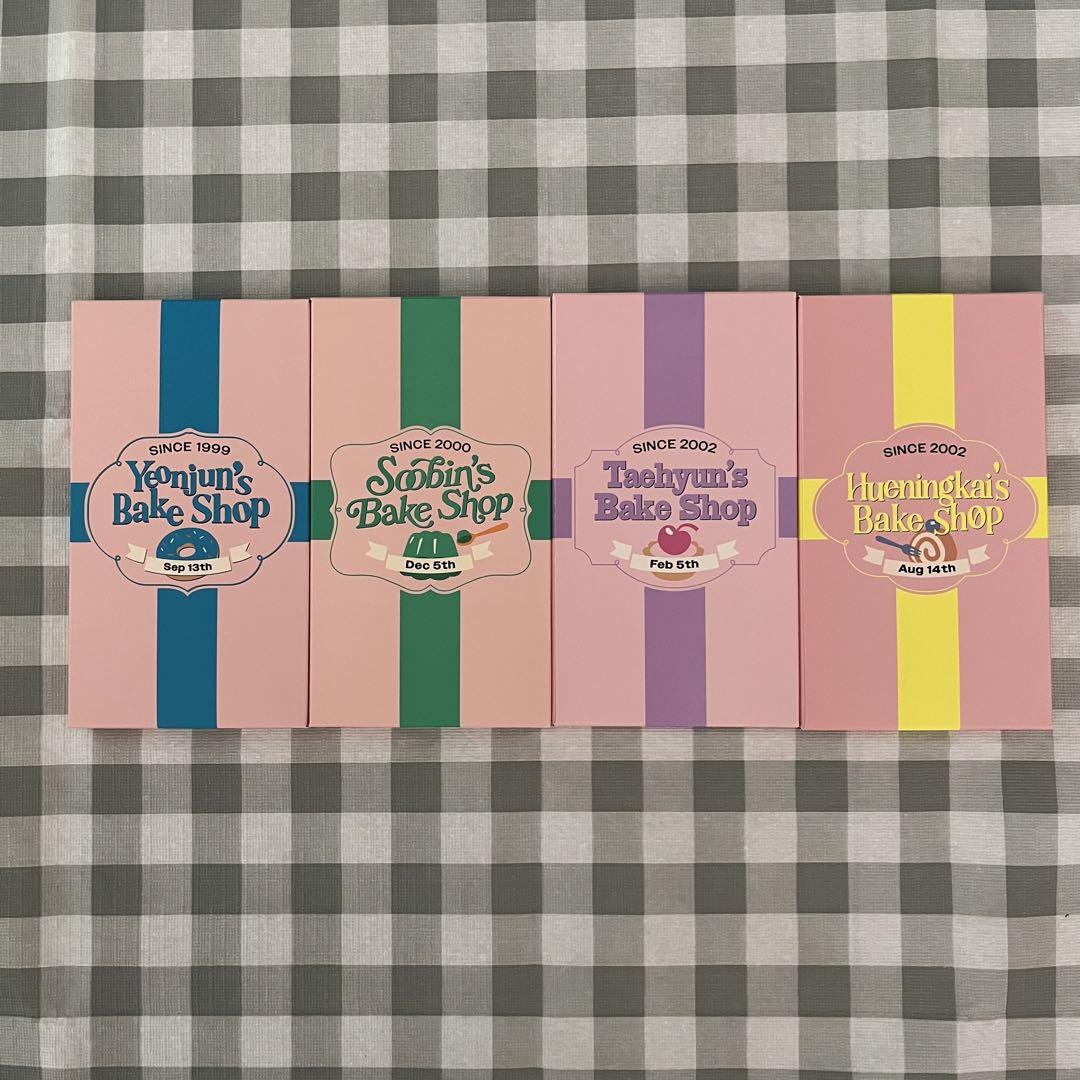 SINCE 1999
Yeonjun's
Bake Shop
Sep 13th
SINCE 2000
Soobin's
Bake Shop
Dec 5th
SINCE 2002
Taehyun's
Bake Shop
Feb 5th
SINCE 2002
Hueningkai's
Bake Shop
Aug 14th